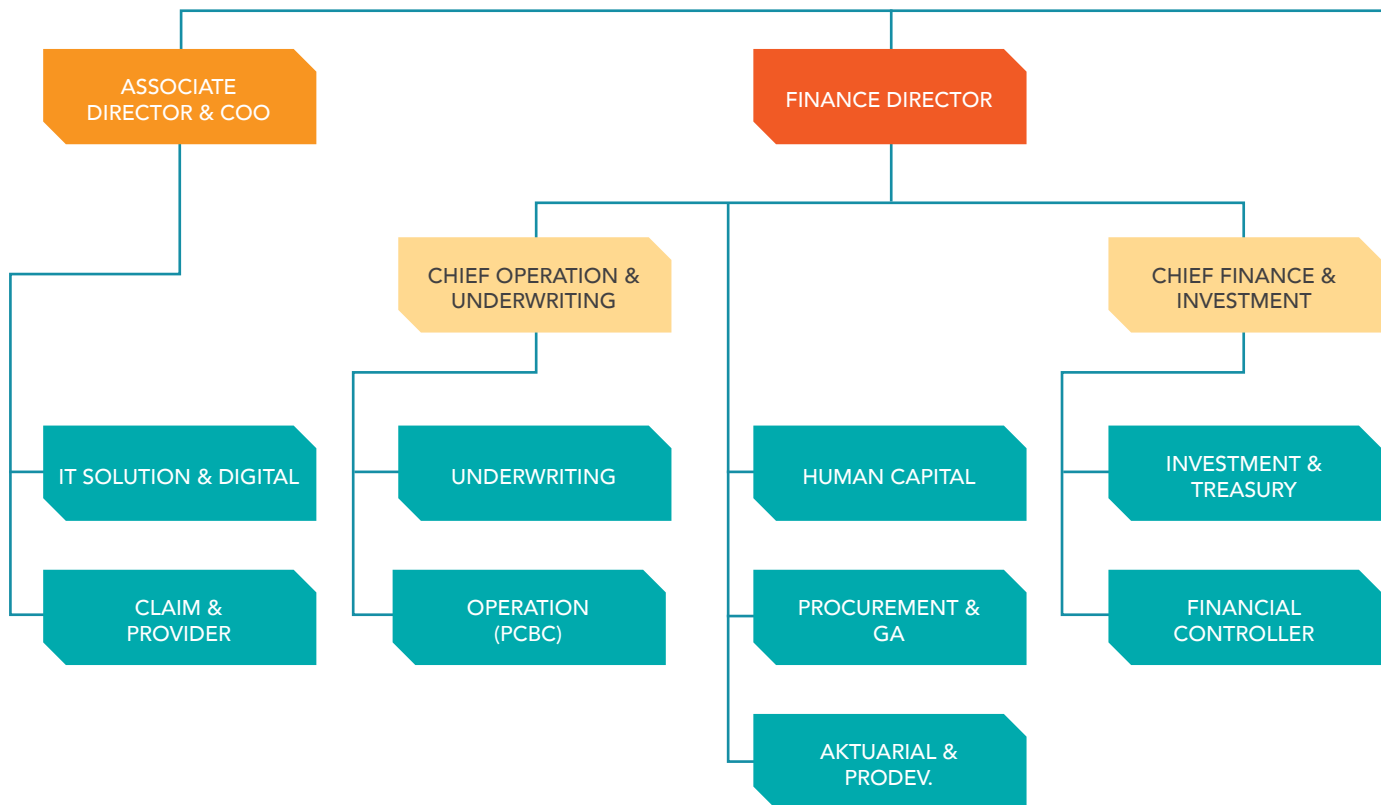 ASSOCIATE
DIRECTOR & COO
FINANCE DIRECTOR
CHIEF OPERATION &
UNDERWRITING
CHIEF FINANCE &
INVESTMENT
IT SOLUTION & DIGITAL
UNDERWRITING
HUMAN CAPITAL
INVESTMENT &
TREASURY
CLAIM &
PROVIDER
OPERATION
(PCBC)
PROCUREMENT &
GA
FINANCIAL
CONTROLLER
AKTUARIAL &
PRODEV.